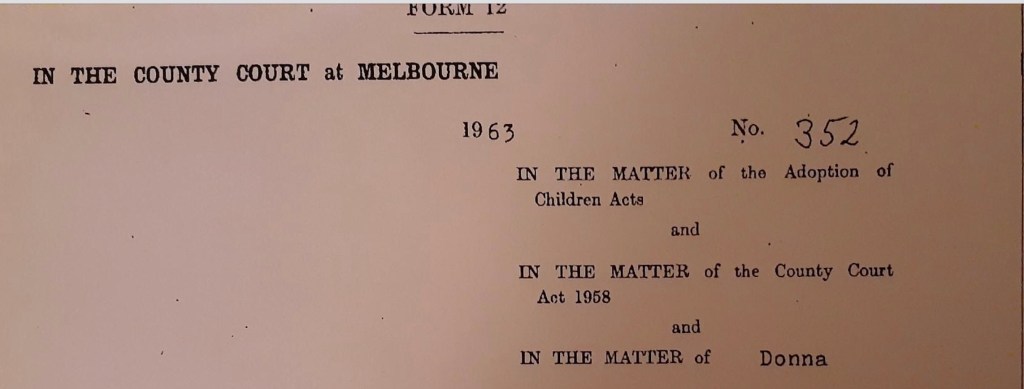 FORM 12
IN THE COUNTY COURT at MELBOURNE
1963 No. 352
IN THE MATTER of the Adoption of
Children Acts
and
IN THE MATTER of the County Court
Act 1958
and
IN THE MATTER of Donna